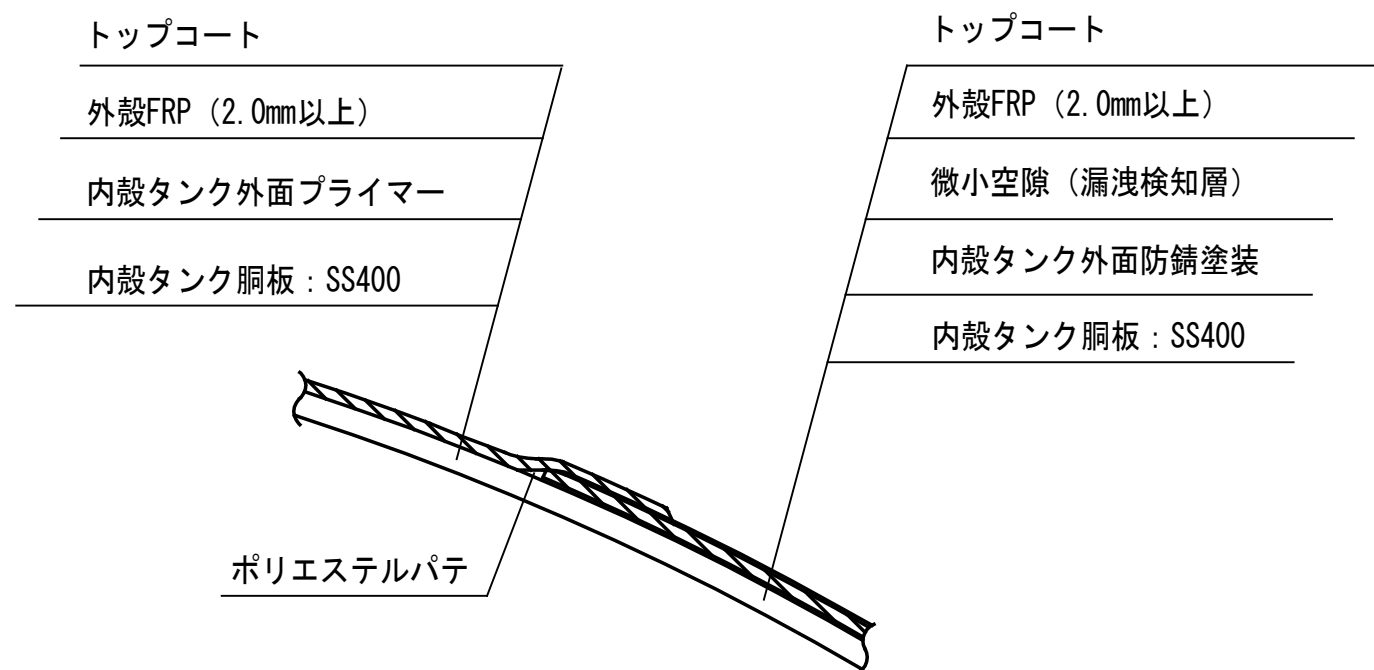 トップコート
外殻FRP（2.0mm以上）
内殻タンク外面プライマー
内殻タンク胴板：SS400
トップコート
外殻FRP（2.0mm以上）
微小空隙（漏洩検知層）
内殻タンク外面防錆塗装
内殻タンク胴板：SS400
ポリエステルパテ